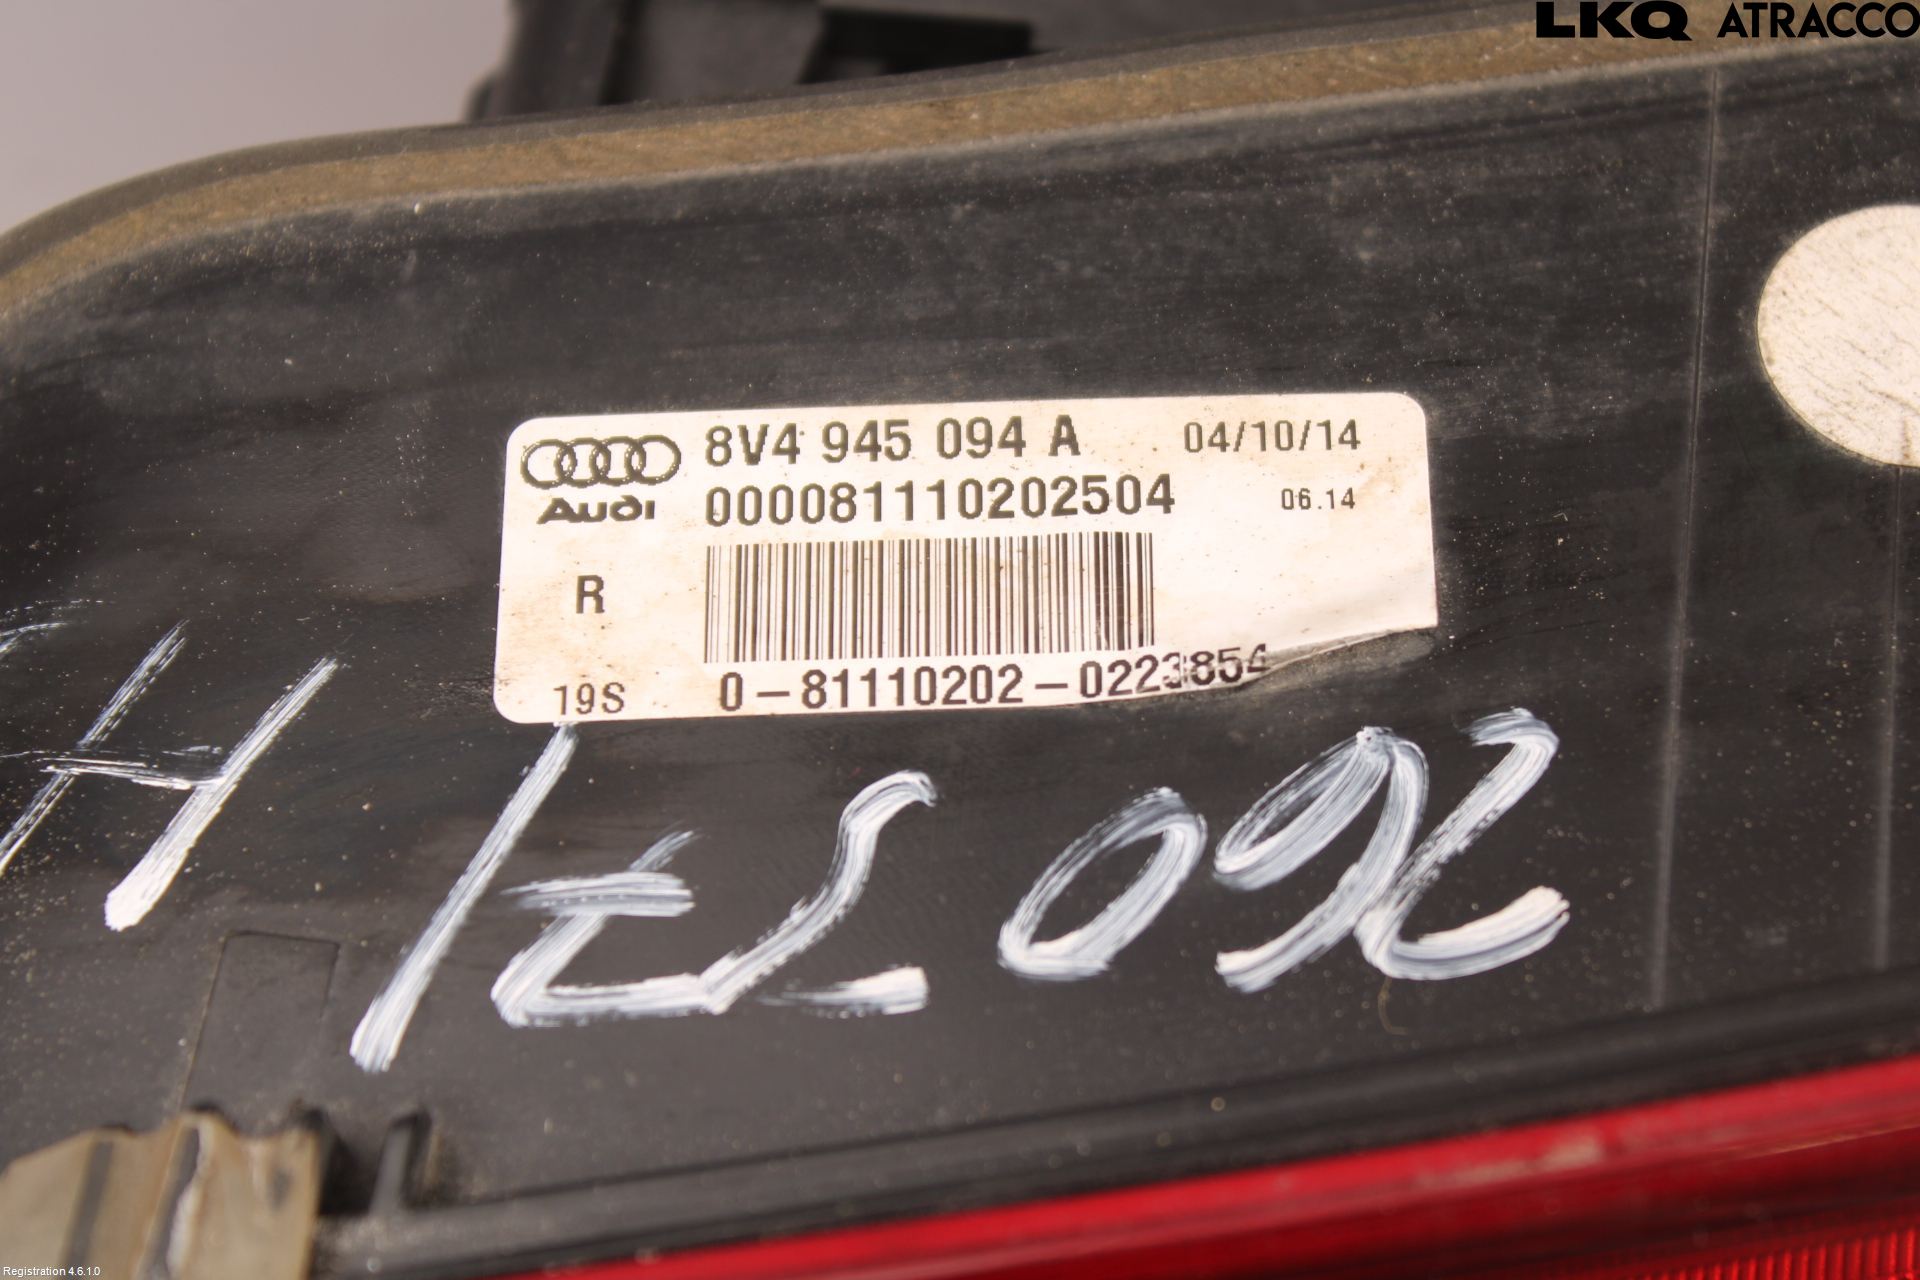 LKQ ATRACCO
8V4 945 094 A 04/10/14
Audi 000081110202504 06.14
R
19S 0-81110202-0223854
H
Registration 4.6.1.0